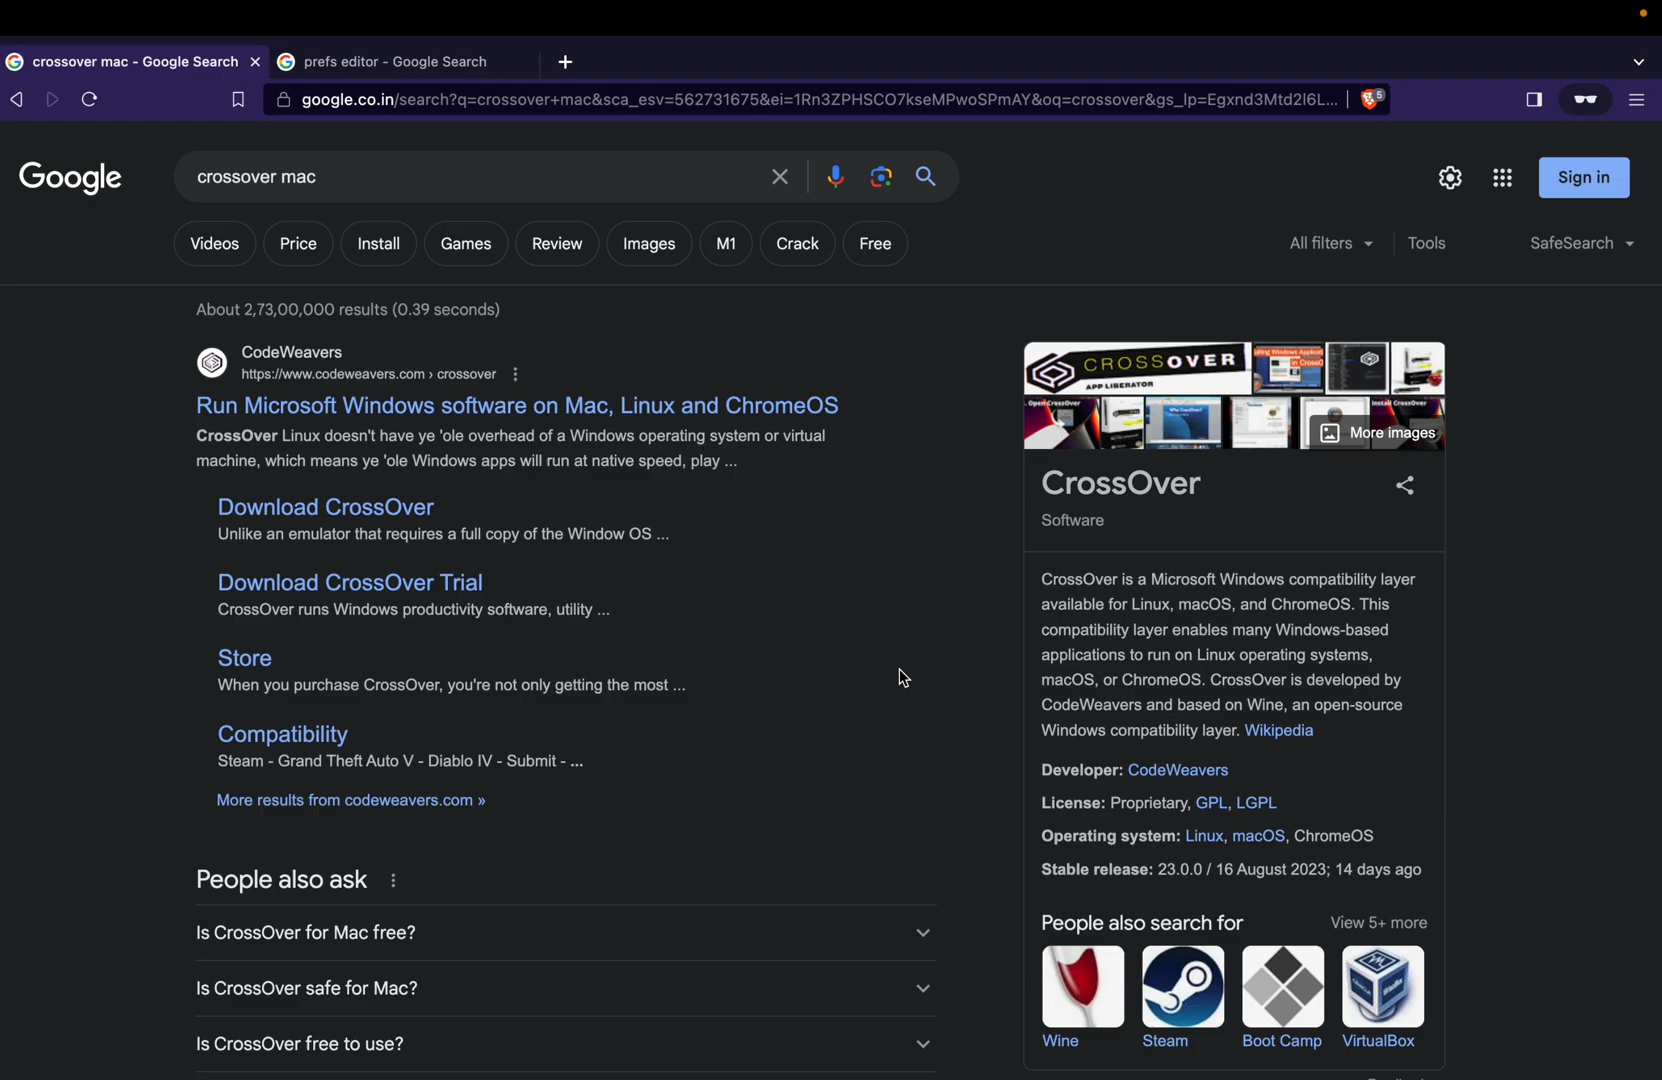 crossover mac - Google Search
prefs editor - Google Search
google.co.in/search?q=crossover+mac&sca_esv=562731675&ei=1Rn3ZPHSCO7kseMPwoSPmAY&oq=crossover&gs_lp=Egxnd3Mtd2l6L...
5
Google
crossover mac
Sign in
Videos
Price
Install
Games
Review
Images
M1
Crack
Free
All filters
Tools
SafeSearch
About 2,73,00,000 results (0.39 seconds)
CodeWeavers
https://www.codeweavers.com › crossover
Run Microsoft Windows software on Mac, Linux and ChromeOS
CrossOver Linux doesn't have ye 'ole overhead of a Windows operating system or virtual
machine, which means ye 'ole Windows apps will run at native speed, play ...
Download CrossOver
Unlike an emulator that requires a full copy of the Window OS ...
Download CrossOver Trial
CrossOver runs Windows productivity software, utility ...
Store
When you purchase CrossOver, you're not only getting the most ...
Compatibility
Steam - Grand Theft Auto V - Diablo IV - Submit - ...
More results from codeweavers.com »
People also ask
Is CrossOver for Mac free?
Is CrossOver safe for Mac?
Is CrossOver free to use?
CROSSOVER
APP LIBERATOR
More images
CrossOver
Software
CrossOver is a Microsoft Windows compatibility layer
available for Linux, macOS, and ChromeOS. This
compatibility layer enables many Windows-based
applications to run on Linux operating systems,
macOS, or ChromeOS. CrossOver is developed by
CodeWeavers and based on Wine, an open-source
Windows compatibility layer. Wikipedia
Developer: CodeWeavers
License: Proprietary, GPL, LGPL
Operating system: Linux, macOS, ChromeOS
Stable release: 23.0.0 / 16 August 2023; 14 days ago
People also search for
View 5+ more
Wine
Steam
Boot Camp
VirtualBox